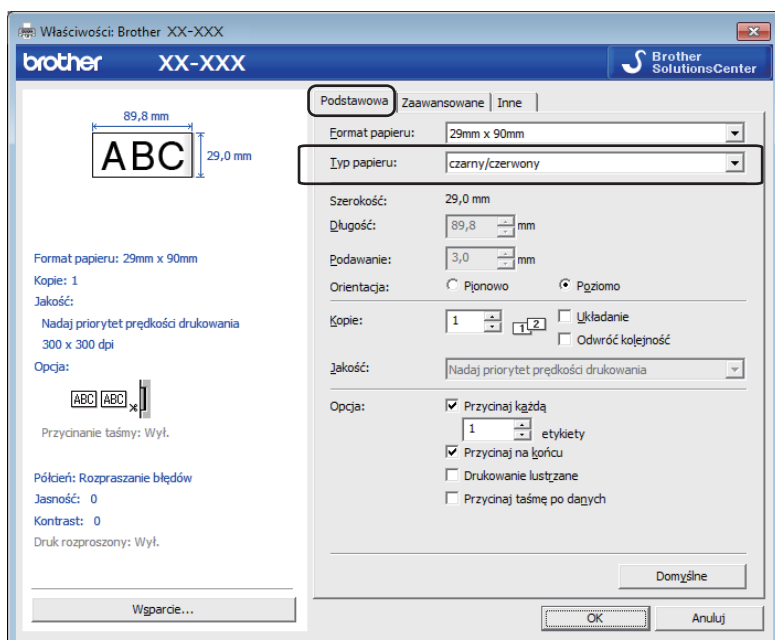 Właściwości: Brother XX-XXX
brother XX-XXX
Brother
SolutionsCenter
89,8 mm
ABC
29,0 mm
Format papieru: 29mm x 90mm
Kopie: 1
Jakość:
Nadaj priorytet prędkości drukowania
300 x 300 dpi
Opcja:
ABC ABC
Przycinanie taśmy: Wył.
Półcień: Rozpraszanie błędów
Jasność: 0
Kontrast: 0
Druk rozproszony: Wył.
Wsparcie...
Podstawowa Zaawansowane Inne
Format papieru: 29mm x 90mm
Typ papieru: czarny/czerwony
Szerokość: 29,0 mm
Długość: 89,8 mm
Podawanie: 3,0 mm
Orientacja: Pionowo Poziomo
Kopie: 1 1 2 Układanie
Odwróć kolejność
Jakość: Nadaj priorytet prędkości drukowania
Opcja: Przycinaj każdą
1 etykiety
Przycinaj na końcu
Drukowanie lustrzane
Przycinaj taśmę po danych
Domyślne
OK Anuluj